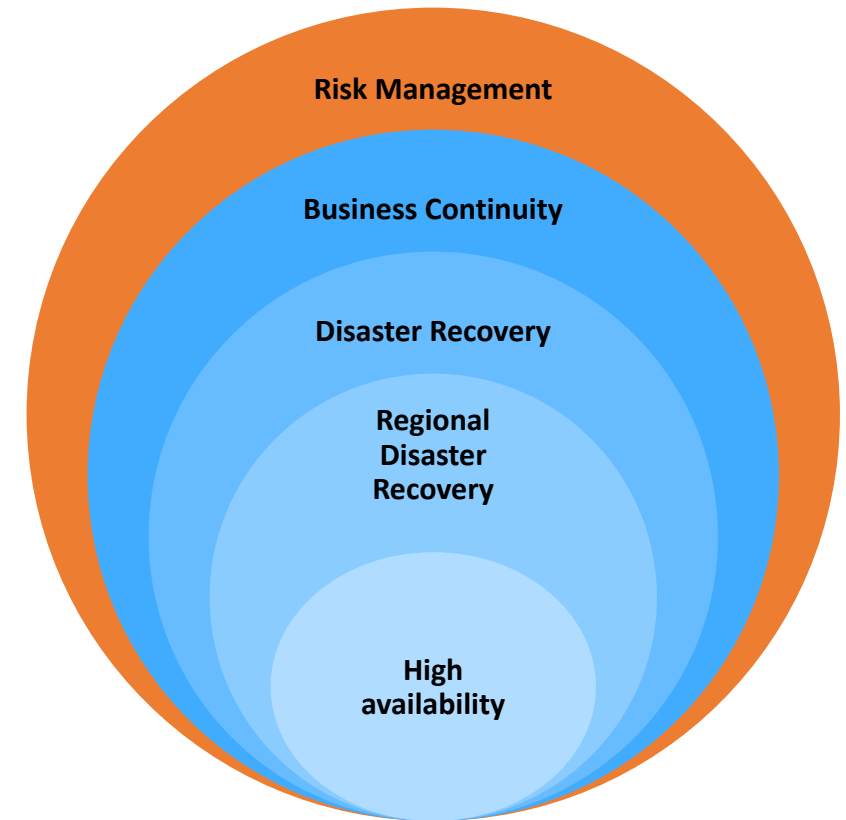 Risk Management
Business Continuity
Disaster Recovery
Regional
Disaster
Recovery
High
availability